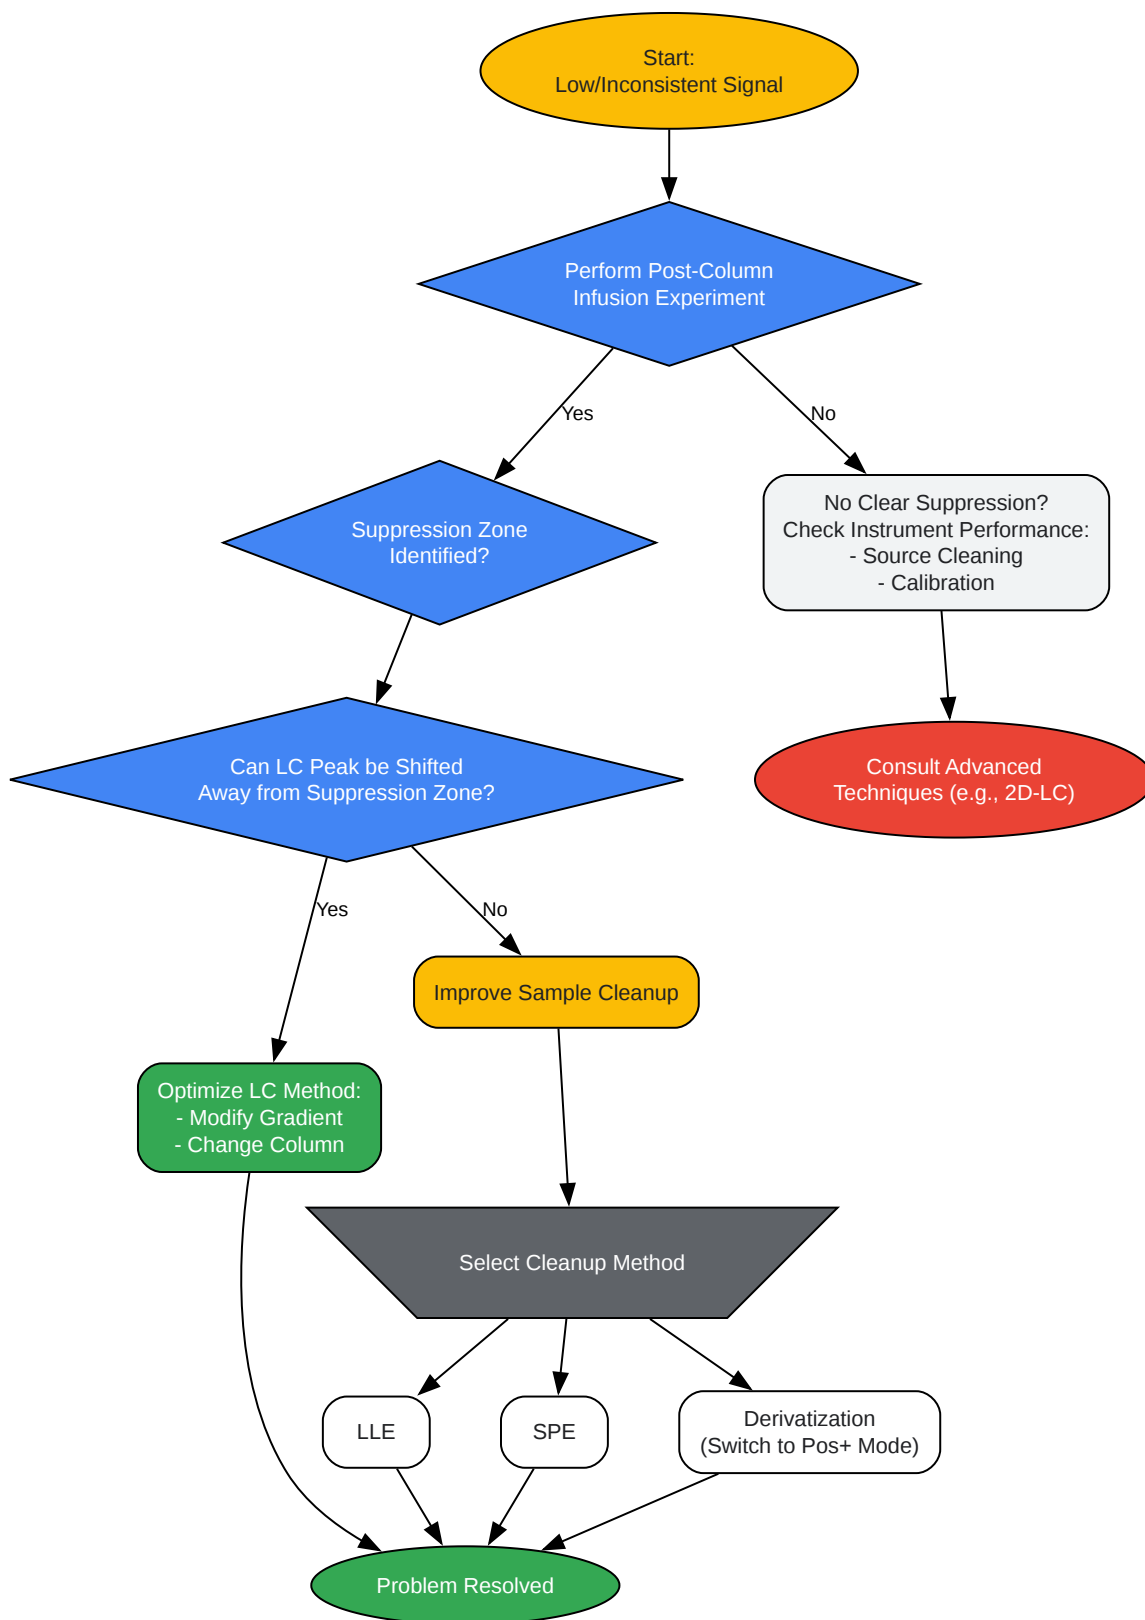 Start:
Low/Inconsistent Signal
Perform Post-Column
Infusion Experiment
Yes
No
Suppression Zone
Identified?
No Clear Suppression?
Check Instrument Performance:
- Source Cleaning
- Calibration
Can LC Peak be Shifted
Away from Suppression Zone?
Consult Advanced
Techniques (e.g., 2D-LC)
Yes
No
Improve Sample Cleanup
Optimize LC Method:
- Modify Gradient
- Change Column
Select Cleanup Method
LLE
SPE
Derivatization
(Switch to Pos+ Mode)
Problem Resolved